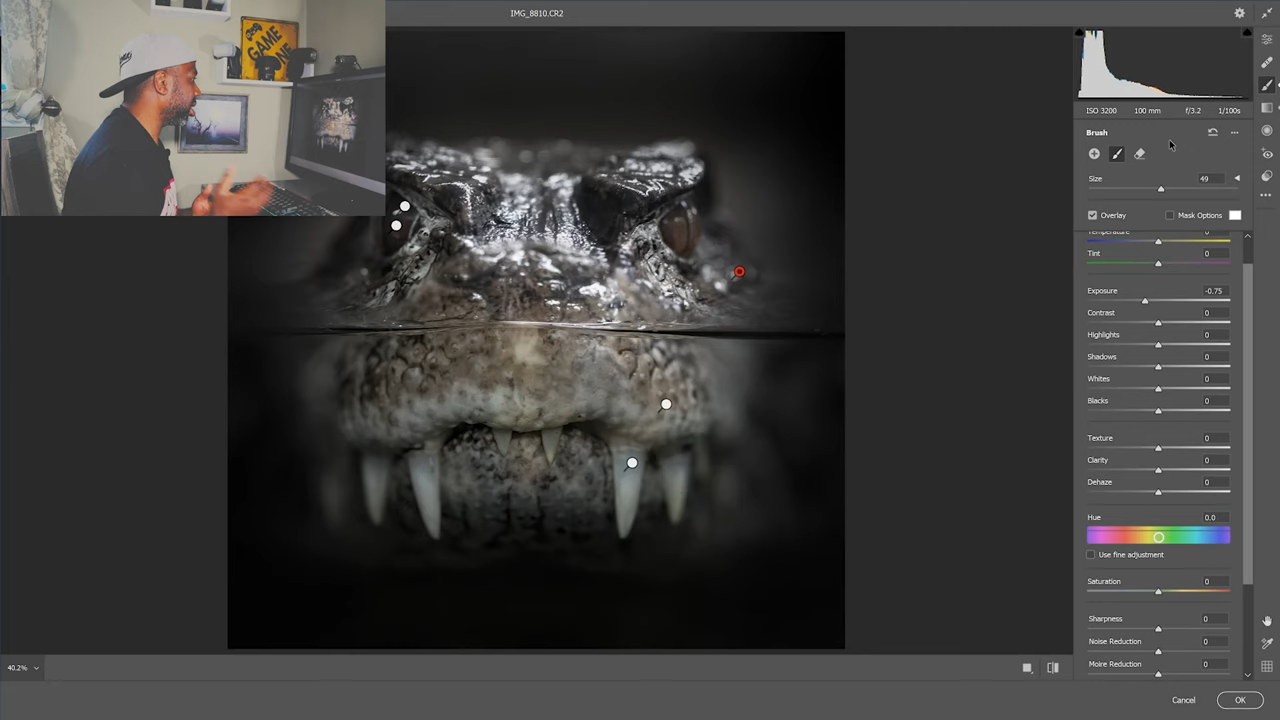 IMG_8810.CR2
GAME
ZONE
ISO 3200 100 mm f/3.2 1/100s
Brush
Size 49
Overlay Mask Options
Temperature 0
Tint 0
Exposure -0.75
Contrast 0
Highlights 0
Shadows 0
Whites 0
Blacks 0
Texture 0
Clarity 0
Dehaze 0
Hue 0.0
Use fine adjustment
Saturation 0
Sharpness 0
Noise Reduction 0
Moire Reduction 0
40.2%
Cancel OK